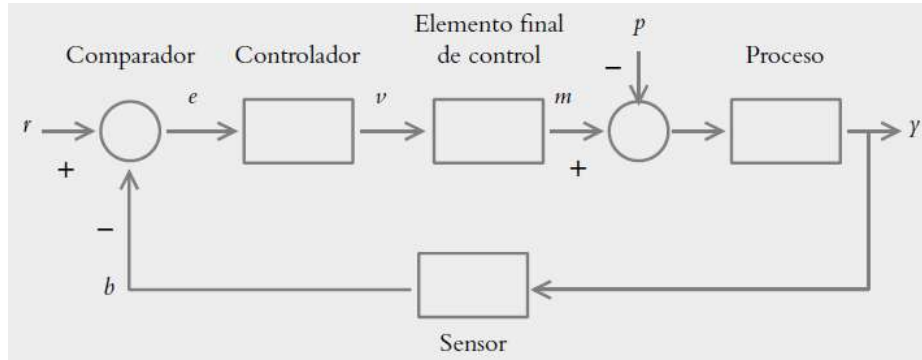 Elemento final
de control
p
Comparador
Controlador
Proceso
−
e
v
m
r
y
+
+
−
b
Sensor